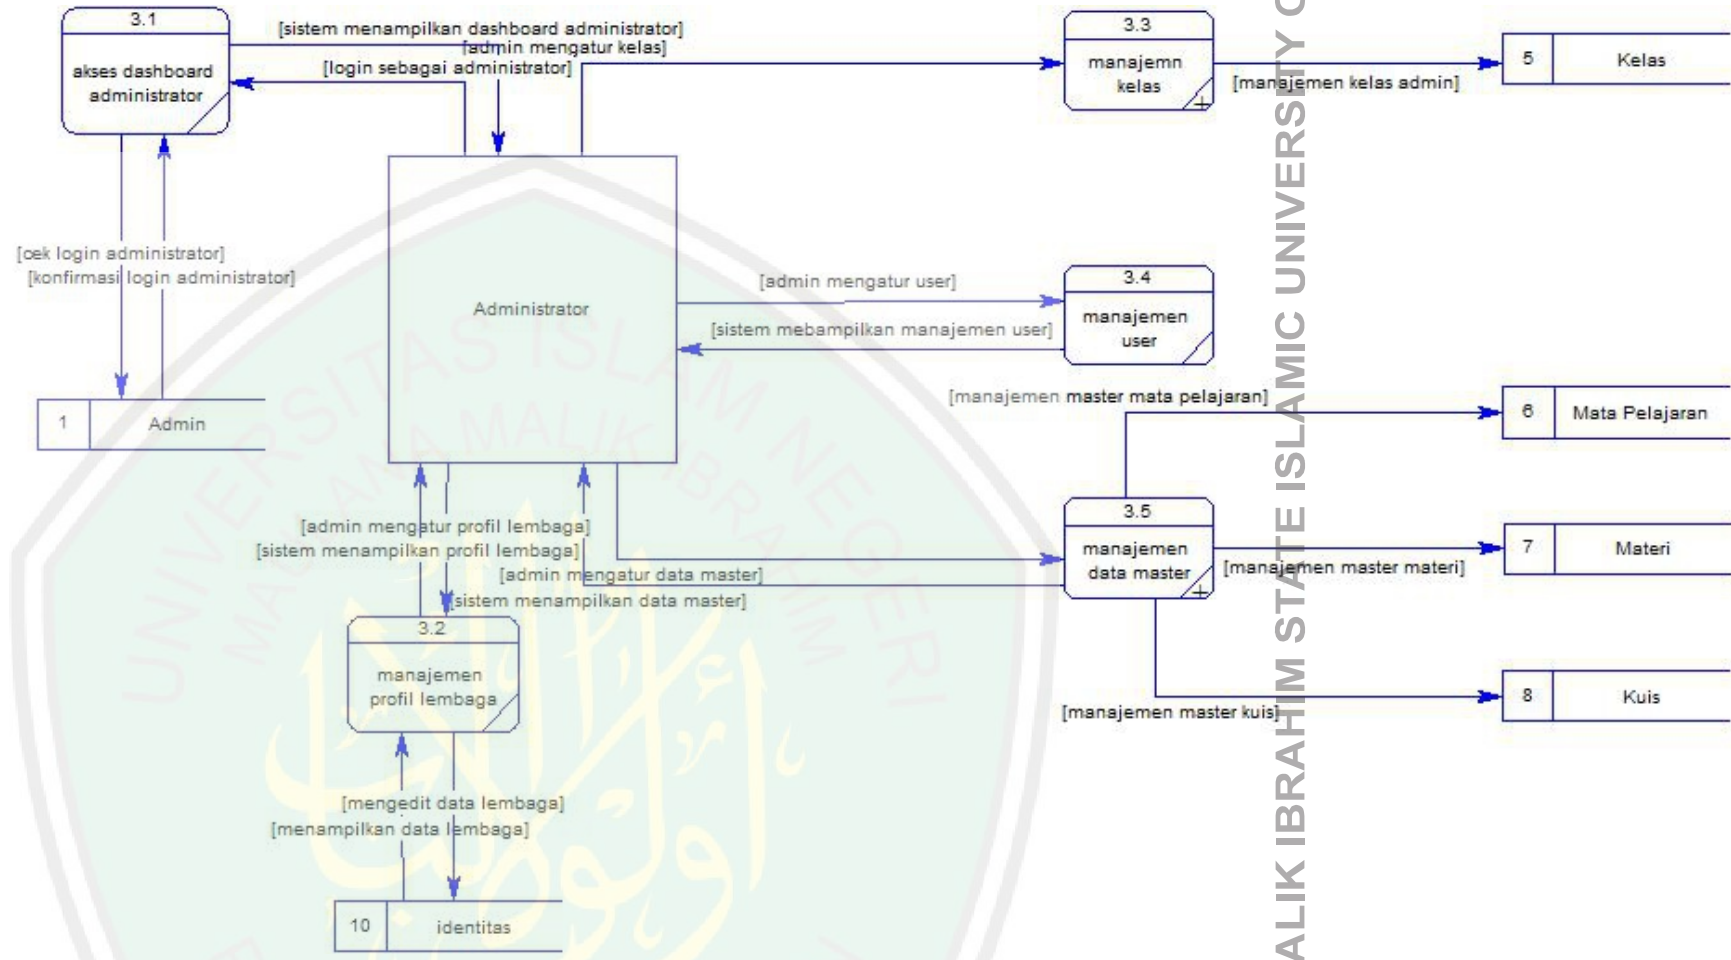 3.1
akses dashboard
administrator
[sistem menampilkan dashboard administrator]
[admin mengatur kelas]
[login sebagai administrator]
3.3
manajemn
kelas
[manajemen kelas admin]
5
Kelas
[cek login administrator]
[konfirmasi login administrator]
Administrator
[admin mengatur user]
[sistem mebampilkan manajemen user]
3.4
manajemen
user
1
Admin
[manajemen master mata pelajaran]
6
Mata Pelajaran
3.5
manajemen
data master
[manajemen master materi]
7
Materi
[admin mengatur profil lembaga]
[sistem menampilkan profil lembaga]
[admin mengatur data master]
[sistem menampilkan data master]
3.2
manajemen
profil lembaga
[manajemen master kuis]
8
Kuis
[mengedit data lembaga]
[menampilkan data lembaga]
10
identitas
UNIVERSITAS ISLAM NEGERI
MAULANA MALIK IBRAHIM
ALIK IBRAHIM STATE ISLAMIC UNIVERSITY O